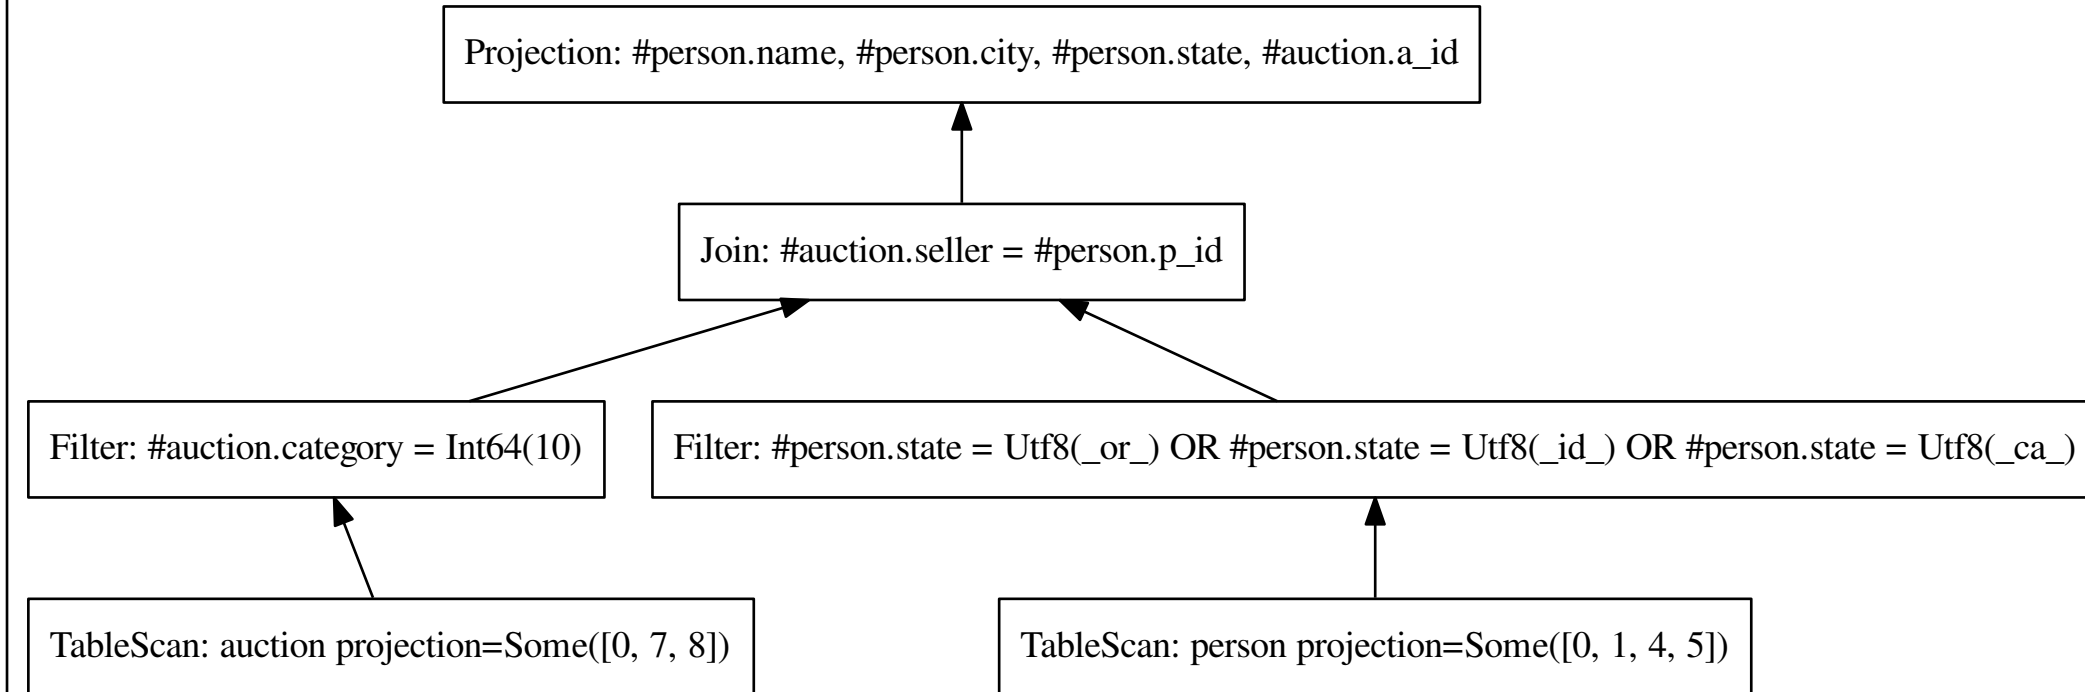 Projection: #person.name, #person.city, #person.state, #auction.a_id
Join: #auction.seller = #person.p_id
Filter: #auction.category = Int64(10)
Filter: #person.state = Utf8(_or_) OR #person.state = Utf8(_id_) OR #person.state = Utf8(_ca_)
TableScan: auction projection=Some([0, 7, 8])
TableScan: person projection=Some([0, 1, 4, 5])